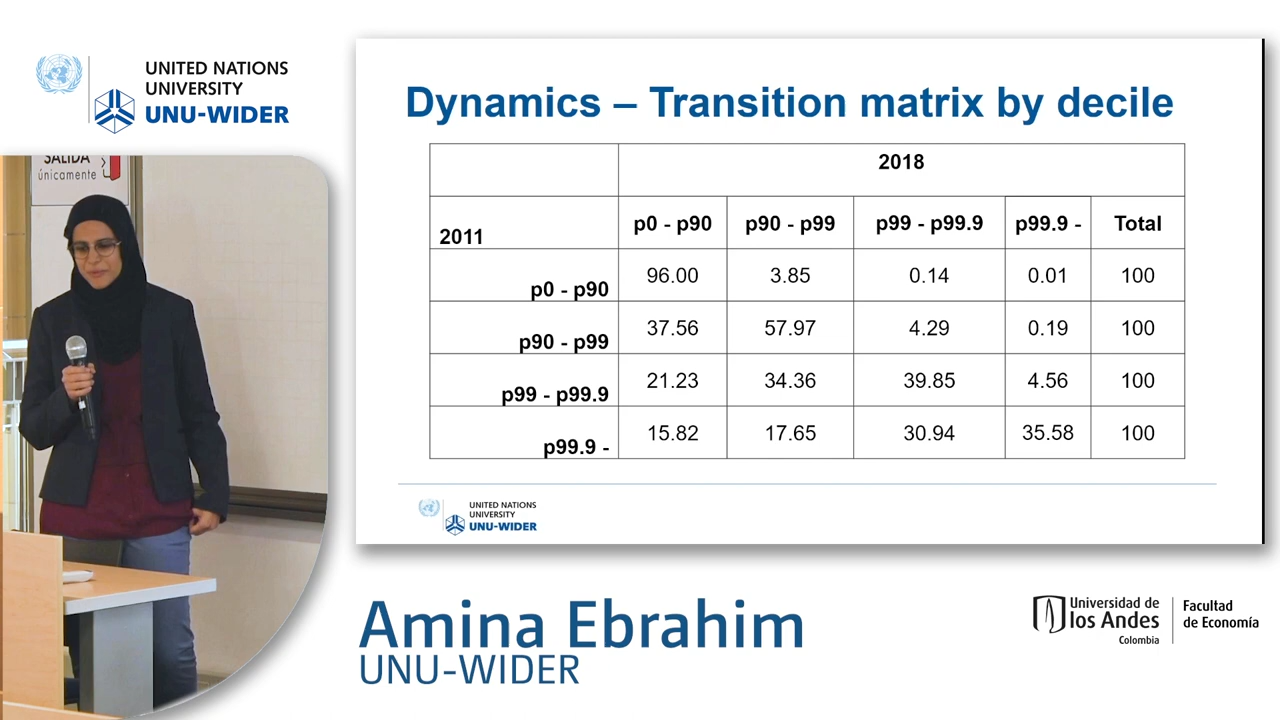 UNITED NATIONS
UNIVERSITY
UNU-WIDER
SALIDA
únicamente
Dynamics – Transition matrix by decile
2018
2011 p0 - p90 p90 - p99 p99 - p99.9 p99.9 - Total
p0 - p90 96.00 3.85 0.14 0.01 100
p90 - p99 37.56 57.97 4.29 0.19 100
p99 - p99.9 21.23 34.36 39.85 4.56 100
p99.9 - 15.82 17.65 30.94 35.58 100
UNITED NATIONS
UNIVERSITY
UNU-WIDER
Amina Ebrahim
UNU-WIDER
Universidad de
los Andes
Colombia
Facultad
de Economía